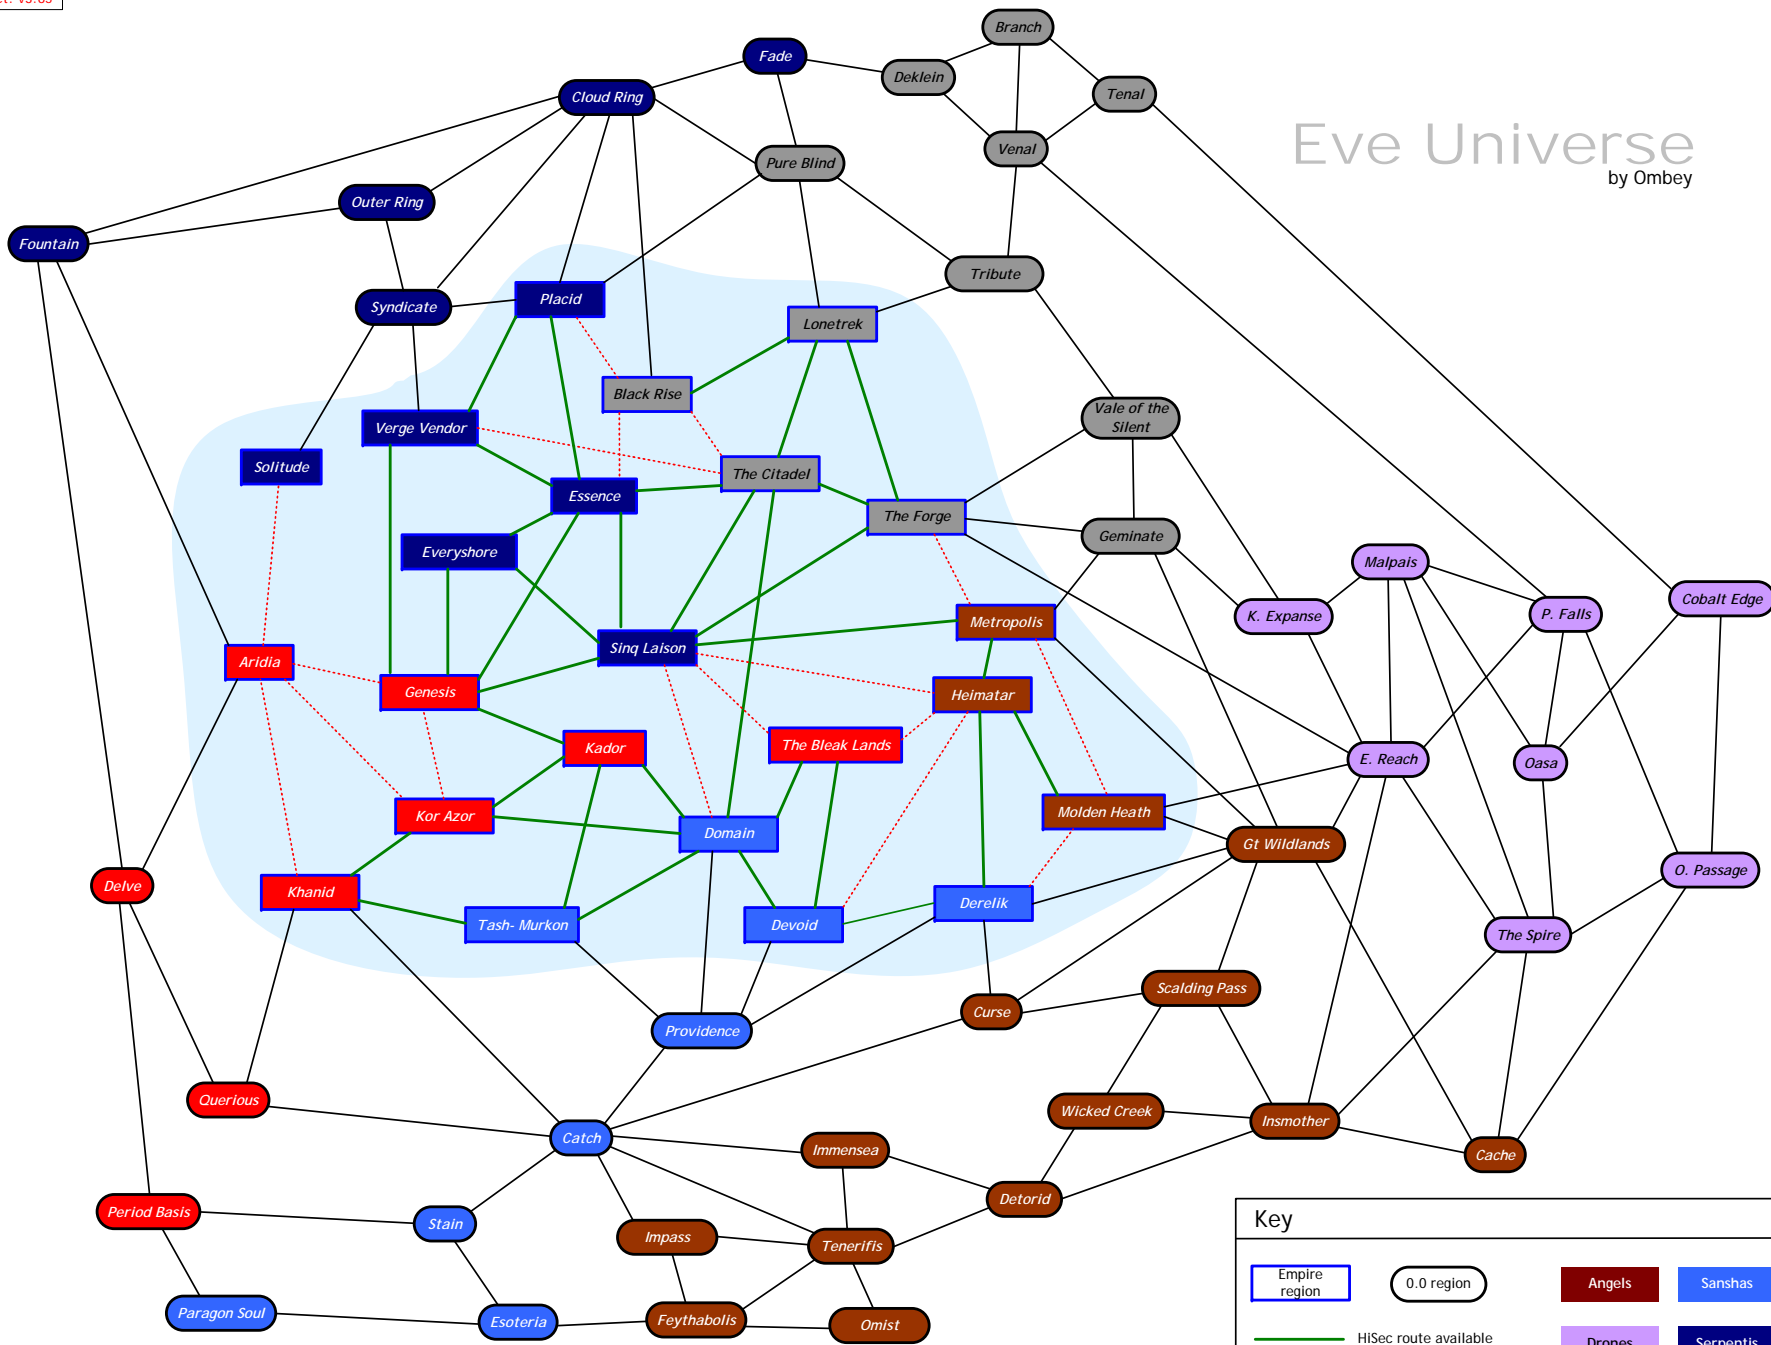 Branch
Fade
Deklein
Tenal
Cloud Ring
Eve Universe
by Ombey
Venal
Pure Blind
Outer Ring
Fountain
Tribute
Placid
Syndicate
Lonetrek
Black Rise
Vale of the
Silent
Verge Vendor
Solitude
The Citadel
Essence
The Forge
Geminate
Everyshore
Malpais
Cobalt Edge
P. Falls
K. Expanse
Metropolis
Sinq Laison
Aridia
Genesis
Heimatar
Kador
The Bleak Lands
E. Reach
Oasa
Kor Azor
Molden Heath
Domain
Gt Wildlands
O. Passage
Delve
Khanid
Derelik
Tash- Murkon
Devoid
The Spire
Scalding Pass
Curse
Providence
Querious
Wicked Creek
Insmother
Catch
Immensea
Cache
Detorid
Period Basis
Stain
Key
Impass
Tenerifis
Empire
region
0.0 region
Angels
Sanshas
Paragon Soul
Esoteria
Feythabolis
Omist
HiSec route available
Drones
Serpentis